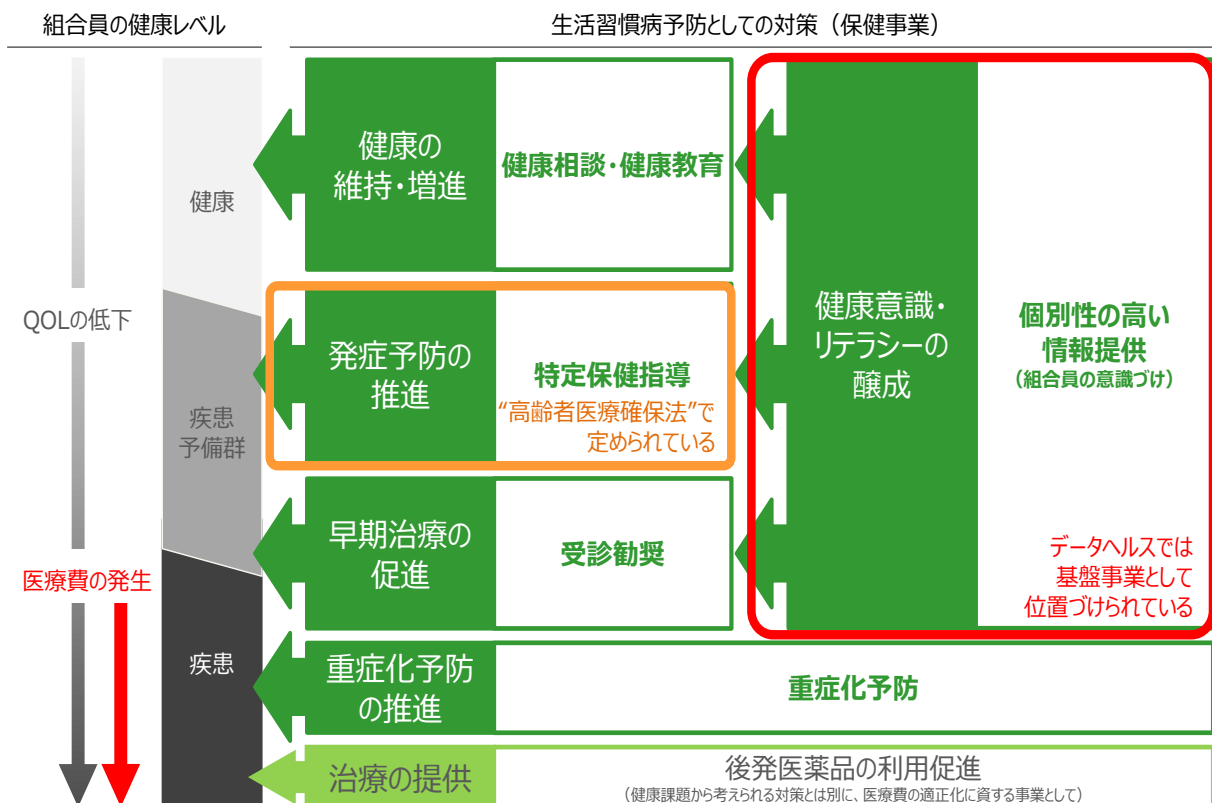 組合員の健康レベル
生活習慣病予防としての対策（保健事業）
QOLの低下
医療費の発生
健康
疾患
予備群
疾患
健康の
維持・増進
健康相談・健康教育
発症予防の
推進
特定保健指導
“高齢者医療確保法”で
定められている
早期治療の
促進
受診勧奨
健康意識・
リテラシーの
醸成
個別性の高い
情報提供
（組合員の意識づけ）
データヘルスでは
基盤事業として
位置づけられている
重症化予防
の推進
重症化予防
治療の提供
後発医薬品の利用促進
（健康課題から考えられる対策とは別に、医療費の適正化に資する事業として）